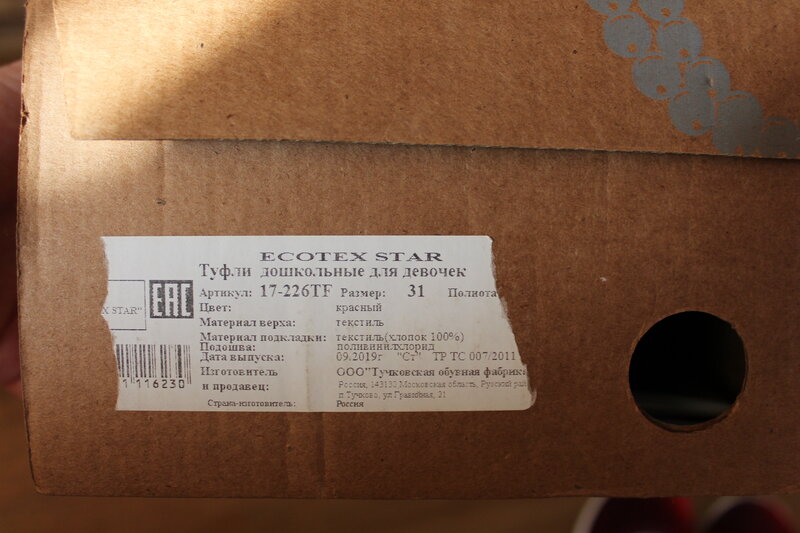 ECOTEX STAR
Туфли дошкольные для девочек
Артикул: 17-226TF Размер: 31 Полнота
Цвет: красный
Материал верха: текстиль
Материал подкладки: текстиль(хлопок 100%)
Подошва: поливинилхлорид
Дата выпуска: 09.2019г "Ст" ТР ТС 007/2011
Изготовитель ООО"Тучковская обувная фабрика
и продавец: Россия, 143130 Московская область, Рузский рай
п Тучково, ул Гравийная, 21
Страна-изготовитель: Россия
X STAR"
EAC
1116230